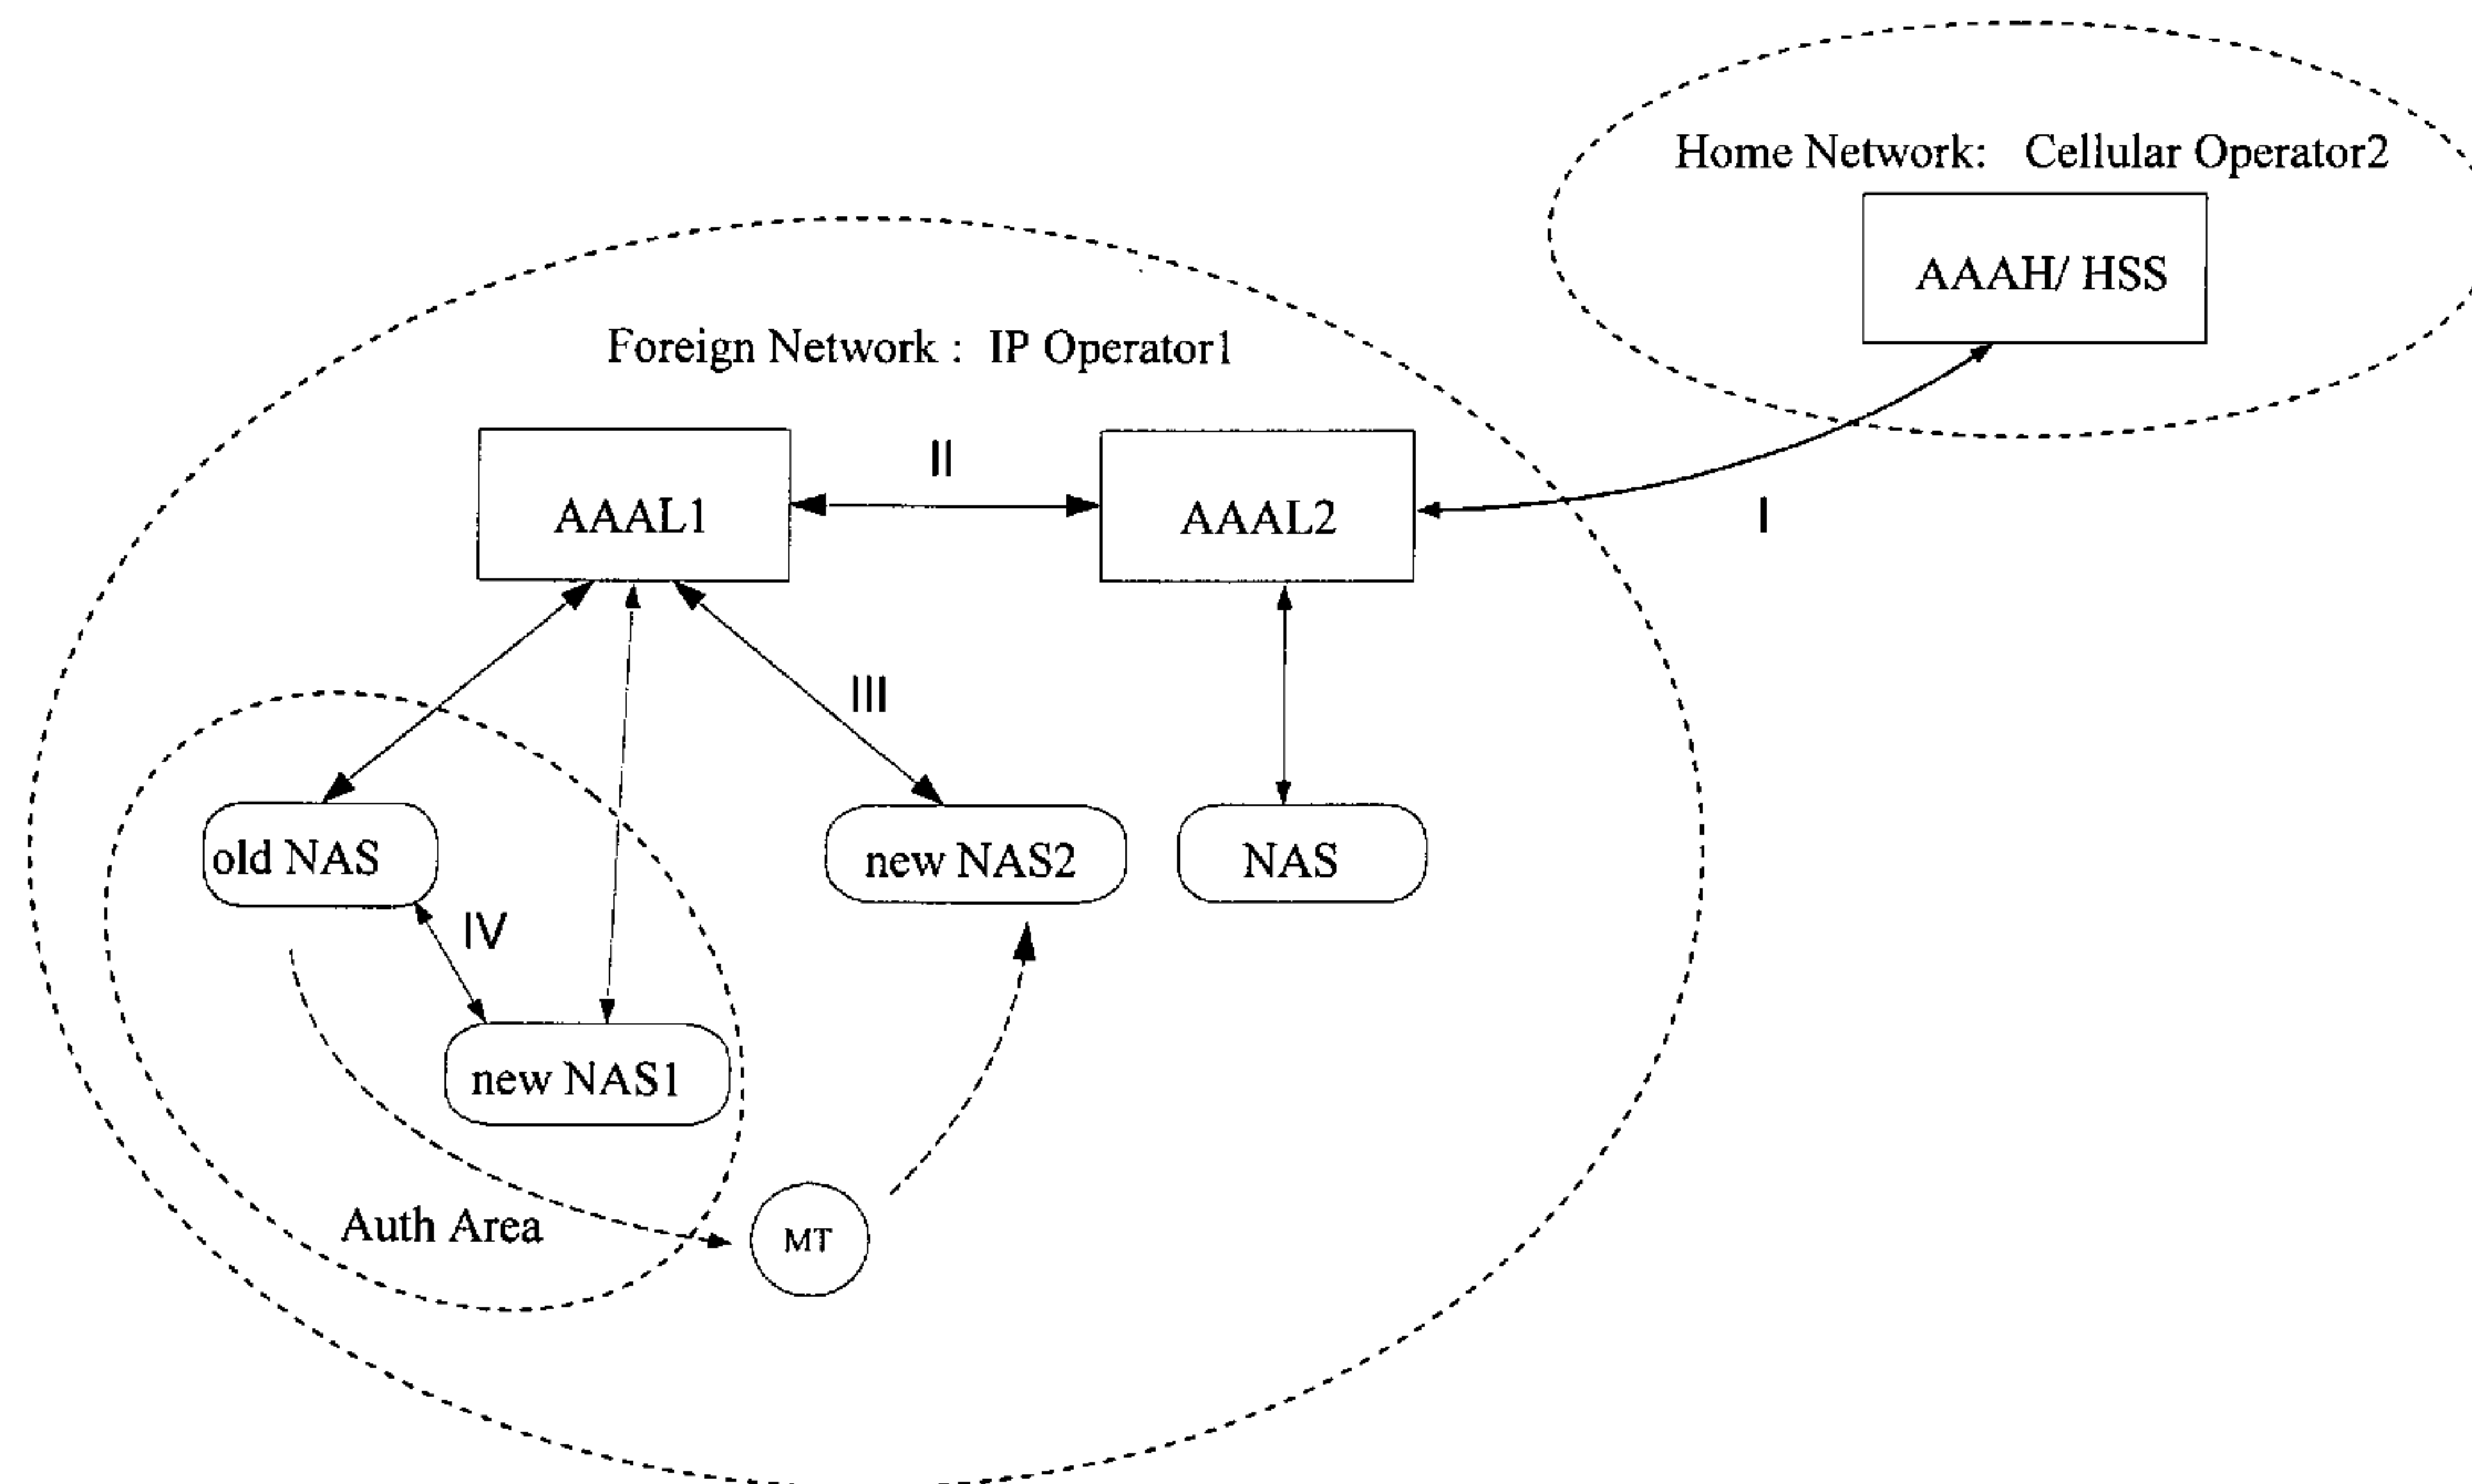 Home Network: Cellular Operator2
AAAH/ HSS
Foreign Network : IP Operator1
II
AAAL1
AAAL2
I
III
old NAS
new NAS2
NAS
IV
new NAS1
Auth Area
MT